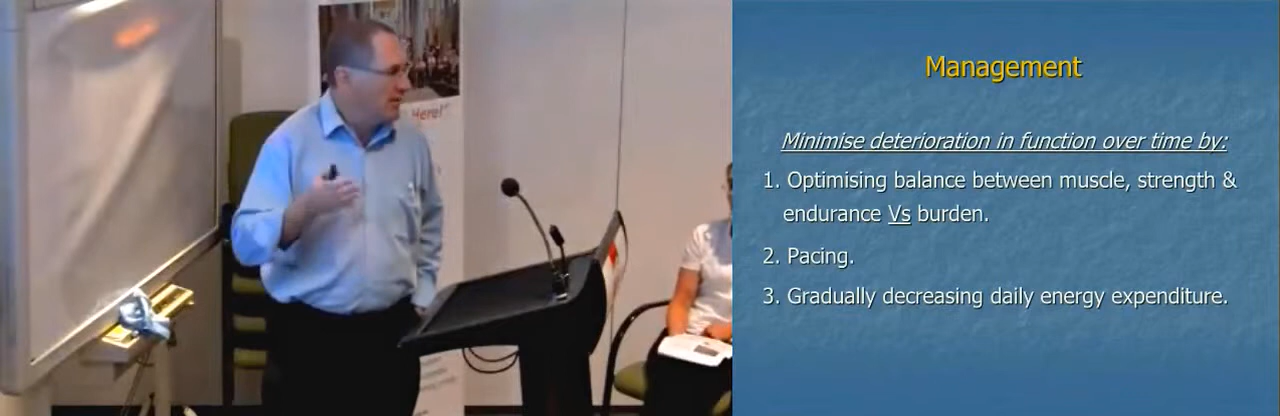 Here!"
Management
Minimise deterioration in function over time by:
1. Optimising balance between muscle, strength &
endurance Vs burden.
2. Pacing.
3. Gradually decreasing daily energy expenditure.